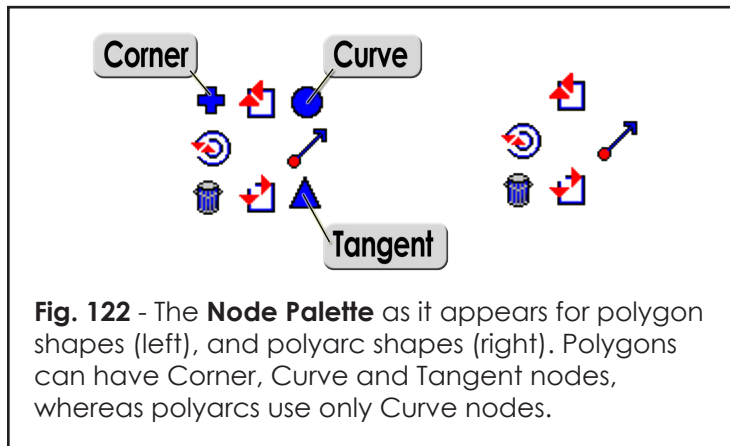 Corner
Curve
Tangent
Fig. 122 - The Node Palette as it appears for polygon
shapes (left), and polyarc shapes (right). Polygons
can have Corner, Curve and Tangent nodes,
whereas polyarcs use only Curve nodes.